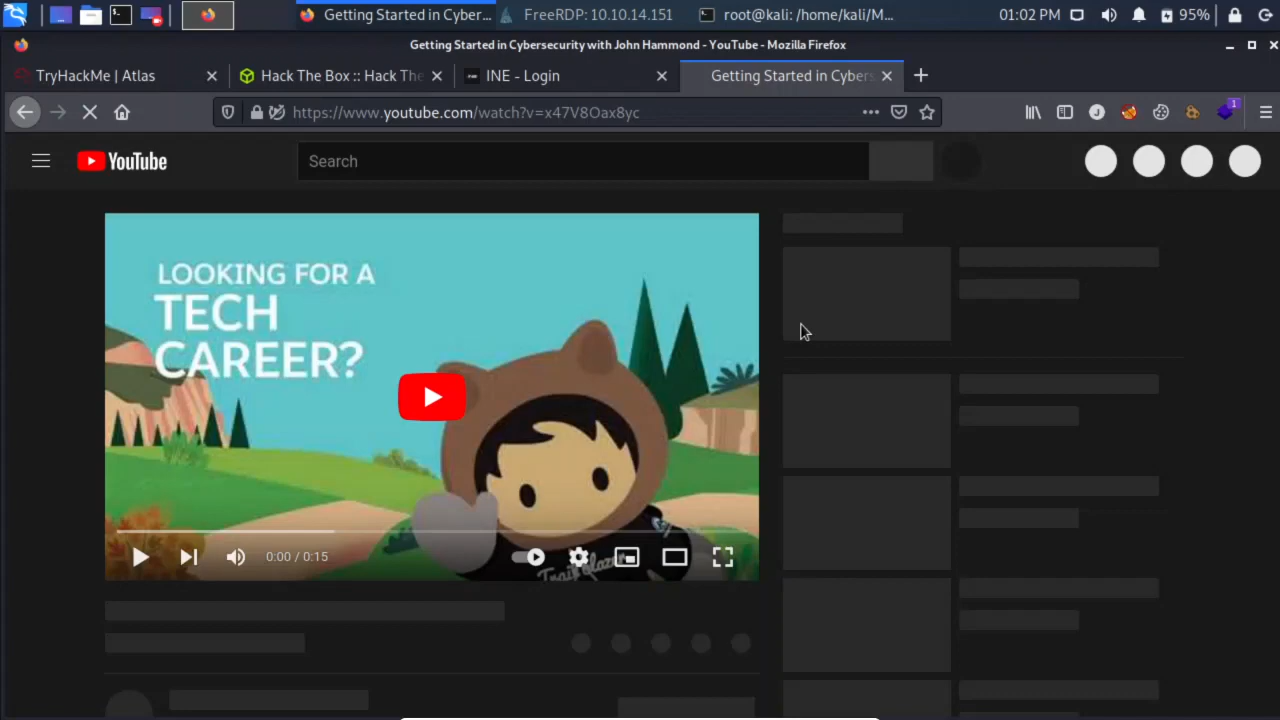 Getting Started in Cyber...
FreeRDP: 10.10.14.151
root@kali: /home/kali/M...
01:02 PM
95%
Getting Started in Cybersecurity with John Hammond - YouTube - Mozilla Firefox
TryHackMe | Atlas
Hack The Box :: Hack The
INE - Login
Getting Started in Cybers
https://www.youtube.com/watch?v=x47V8Oax8yc
1
YouTube
Search
LOOKING FOR A
TECH
CAREER?
0:00 / 0:15